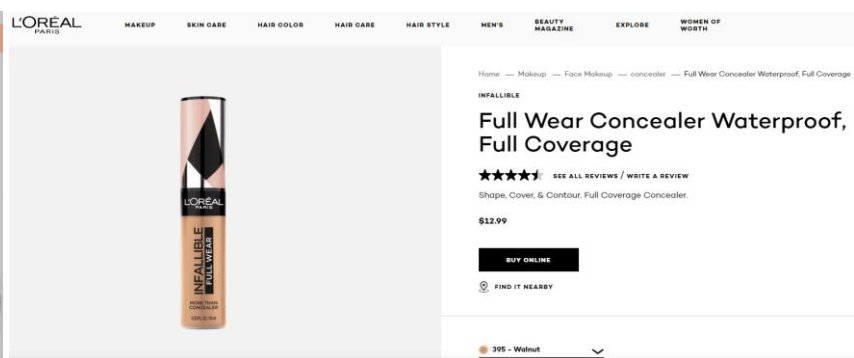 L'ORÉAL
PARIS
MAKEUP
SKIN CARE
HAIR COLOR
HAIR CARE
HAIR STYLE
MEN'S
BEAUTY
MAGAZINE
EXPLORE
WOMEN OF
WORTH
Home — Makeup — Face Makeup — concealer — Full Wear Concealer Waterproof, Full Coverage
INFALLIBLE
Full Wear Concealer Waterproof,
Full Coverage
SEE ALL REVIEWS / WRITE A REVIEW
Shape, Cover, & Contour. Full Coverage Concealer.
$12.99
BUY ONLINE
FIND IT NEARBY
395 - Walnut
L'ORÉAL
PARIS
INFALLIBLE
FULL WEAR
MORE THAN
CONCEALER